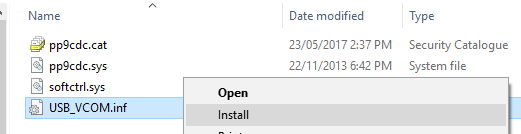 Name Date modified Type
pp9cdc.cat 23/05/2017 2:37 PM Security Catalogue
pp9cdc.sys 22/11/2013 6:42 PM System file
softctrl.sys
USB_VCOM.inf
Open
Install